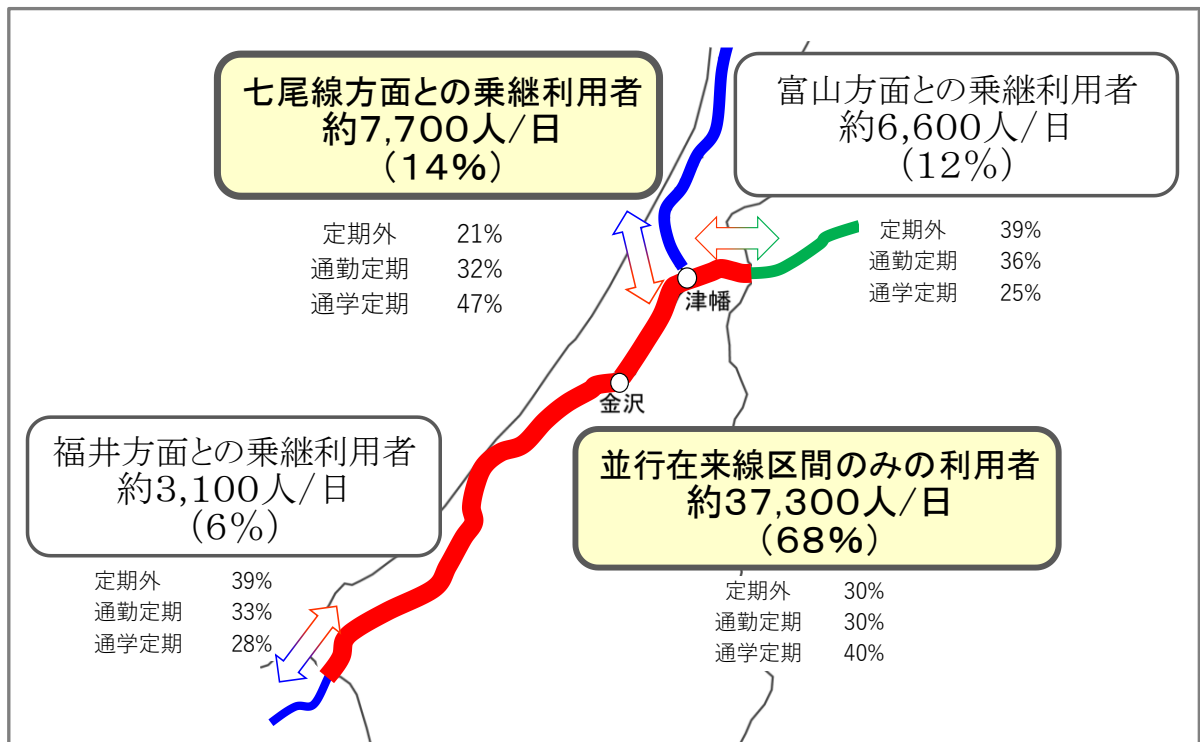 七尾線方面との乗継利用者
約7,700人/日
(14%)
定期外 21%
通勤定期 32%
通学定期 47%
富山方面との乗継利用者
約6,600人/日
(12%)
定期外 39%
通勤定期 36%
通学定期 25%
津幡
金沢
福井方面との乗継利用者
約3,100人/日
(6%)
定期外 39%
通勤定期 33%
通学定期 28%
並行在来線区間のみの利用者
約37,300人/日
(68%)
定期外 30%
通勤定期 30%
通学定期 40%